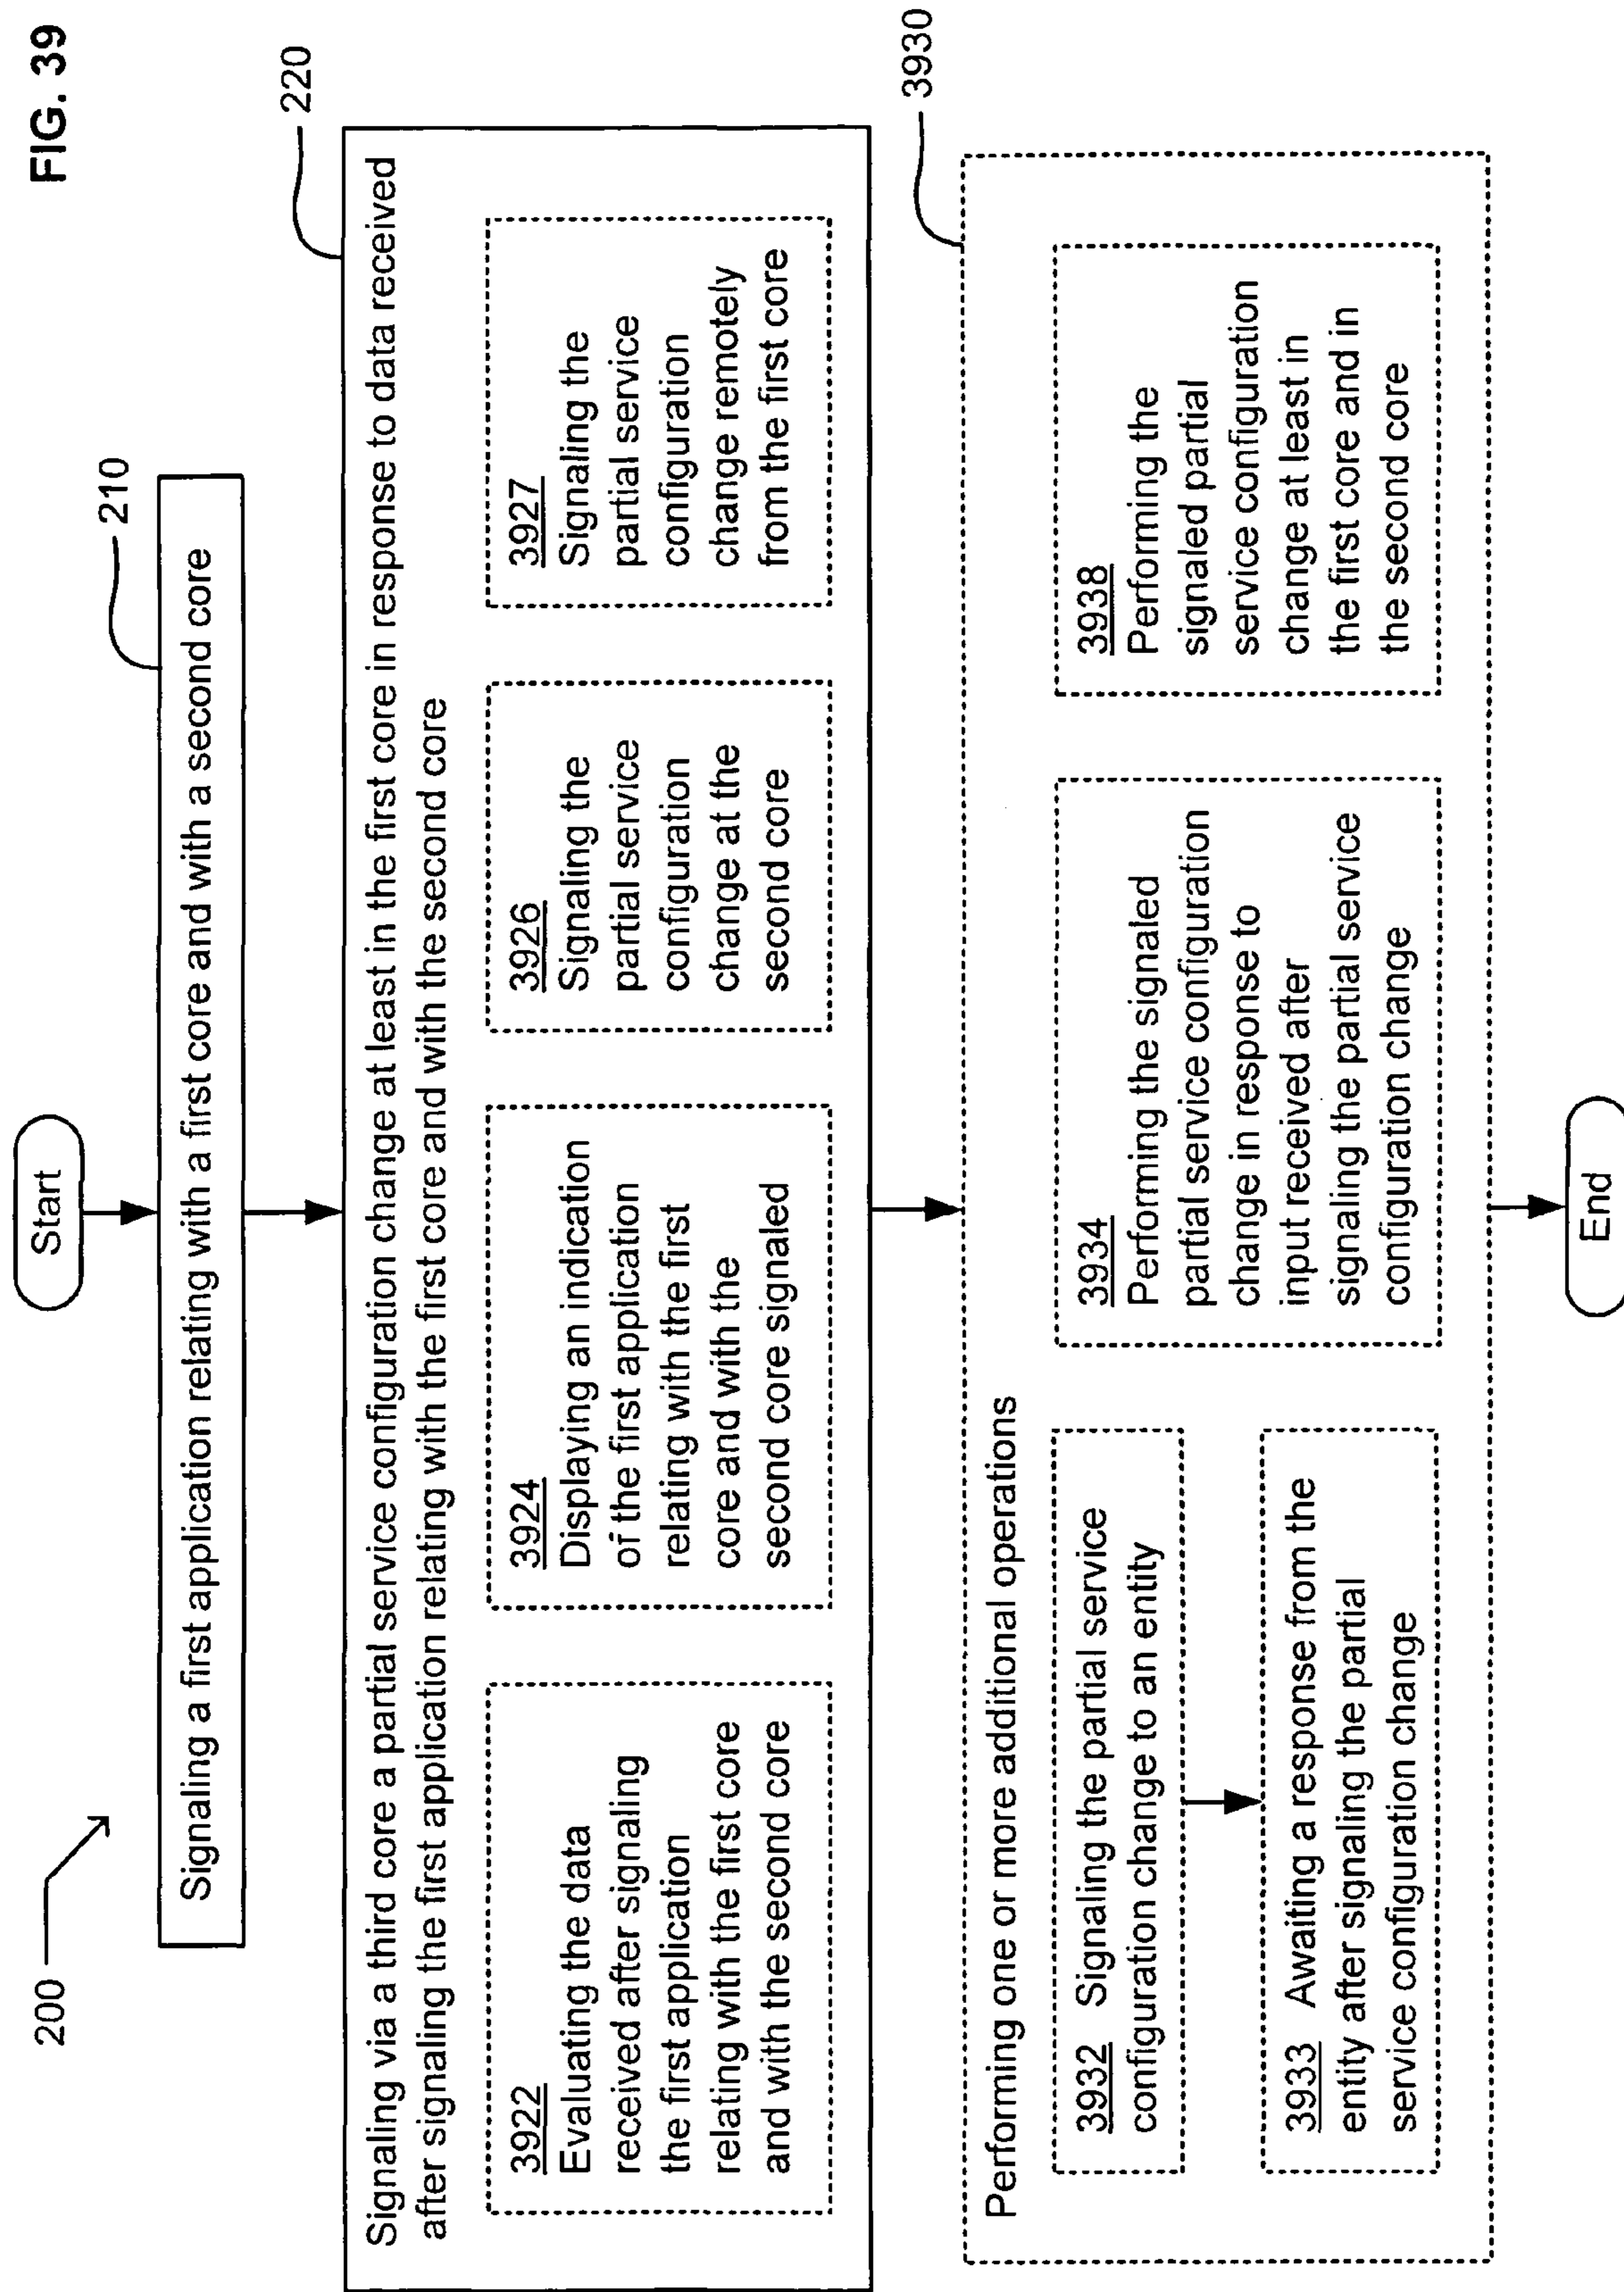 FIG. 39
200
Start
210
Signaling a first application relating with a first core and with a second core
220
Signaling via a third core a partial service configuration change at least in the first core in response to data received
after signaling the first application relating with the first core and with the second core
3922
Evaluating the data
received after signaling
the first application
relating with the first core
and with the second core
3924
Displaying an indication
of the first application
relating with the first
core and with the
second core signaled
3926
Signaling the
partial service
configuration
change at the
second core
3927
Signaling the
partial service
configuration
change remotely
from the first core
3930
Performing one or more additional operations
3932 Signaling the partial service
configuration change to an entity
3933 Awaiting a response from the
entity after signaling the partial
service configuration change
3934
Performing the signaled
partial service configuration
change in response to
input received after
signaling the partial service
configuration change
3938
Performing the
signaled partial
service configuration
change at least in
the first core and in
the second core
End